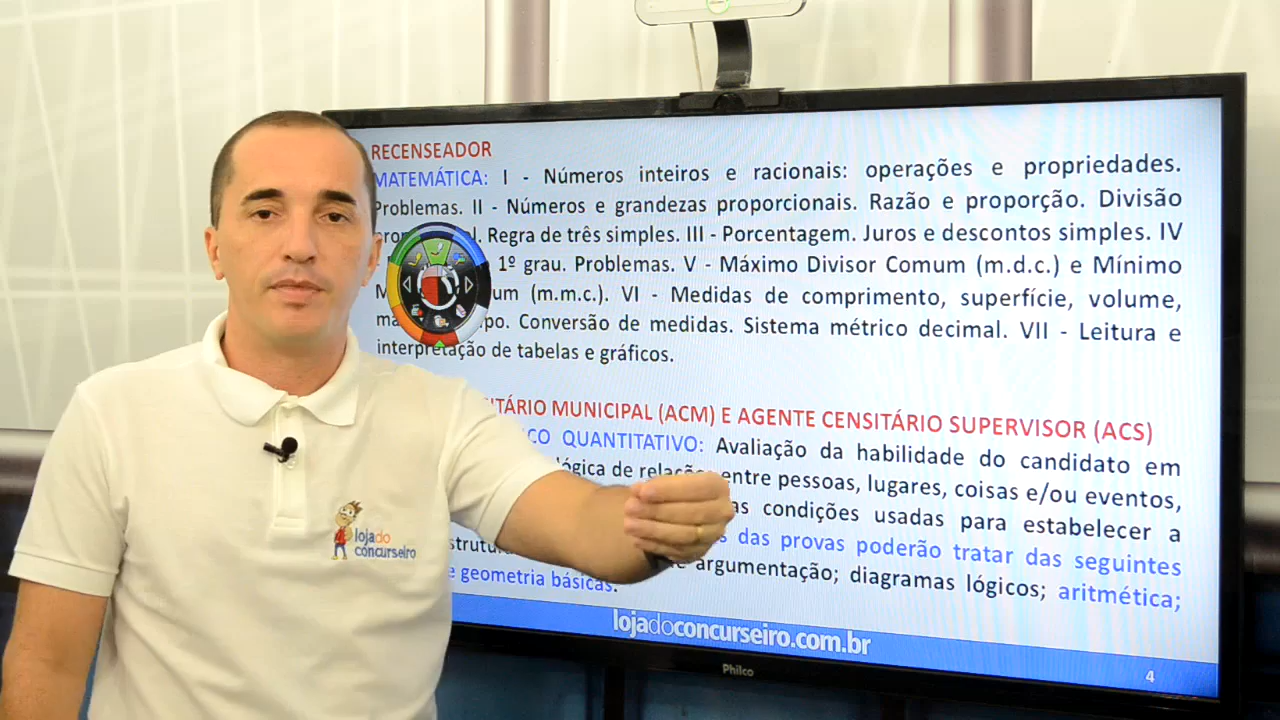 RECENSEADOR
MATEMÁTICA: I - Números inteiros e racionais: operações e propriedades.
Problemas. II - Números e grandezas proporcionais. Razão e proporção. Divisão
Regra de três simples. III - Porcentagem. Juros e descontos simples. IV
1º grau. Problemas. V - Máximo Divisor Comum (m.d.c.) e Mínimo
(m.m.c.). VI - Medidas de comprimento, superfície, volume,
Conversão de medidas. Sistema métrico decimal. VII - Leitura e
interpretação de tabelas e gráficos.
MUNICIPAL (ACM) E AGENTE CENSITÁRIO SUPERVISOR (ACS)
QUANTITATIVO: Avaliação da habilidade do candidato em
lógica de relações entre pessoas, lugares, coisas e/ou eventos,
condições usadas para estabelecer a
das provas poderão tratar das seguintes
argumentação; diagramas lógicos; aritmética;
e geometria básicas.
lojadoconcurseiro.com.br
4
Philco
lojado
concurseiro